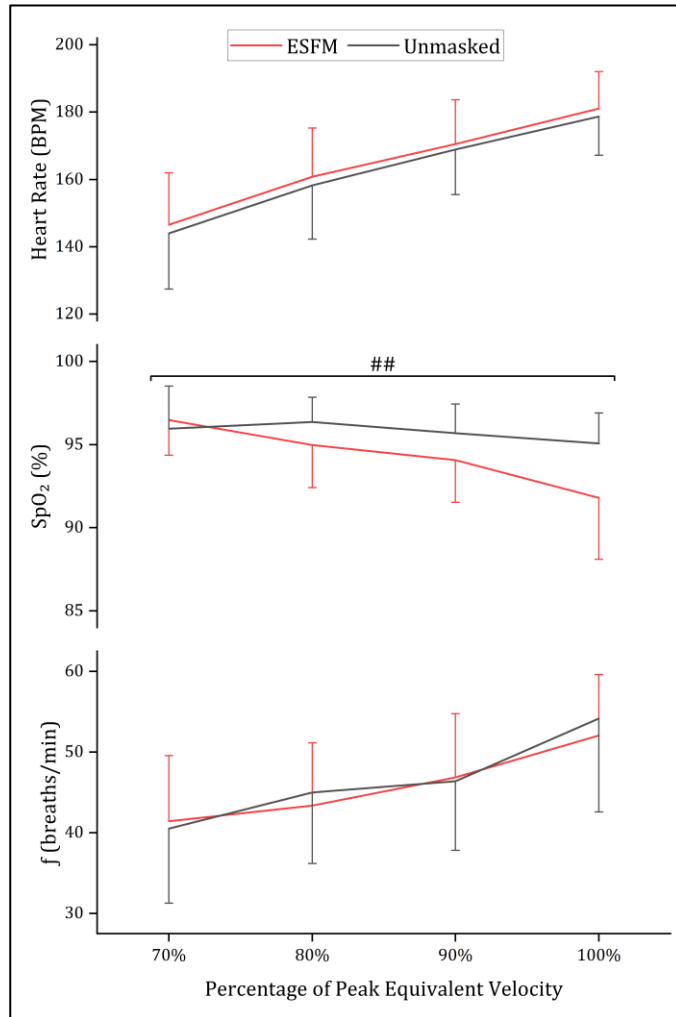 ESFM Unmasked
200
180
160
140
120
Heart Rate (BPM)
##
100
95
90
85
SpO₂ (%)
60
50
40
30
ƒ (breaths/min)
70% 80% 90% 100%
Percentage of Peak Equivalent Velocity